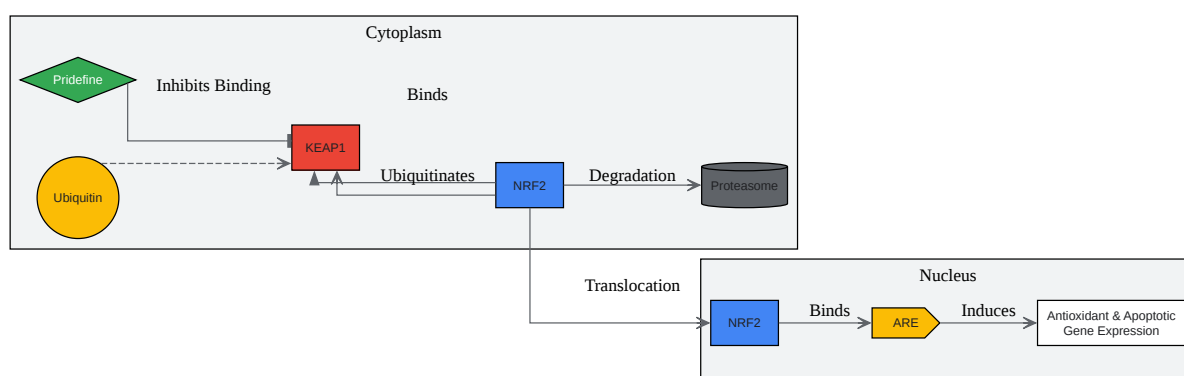 Cytoplasm
Pridefine
Inhibits Binding
Binds
KEAP1
Ubiquitin
Ubiquitinates
NRF2
Degradation
Proteasome
Translocation
Nucleus
NRF2
Binds
ARE
Induces
Antioxidant & Apoptotic
Gene Expression